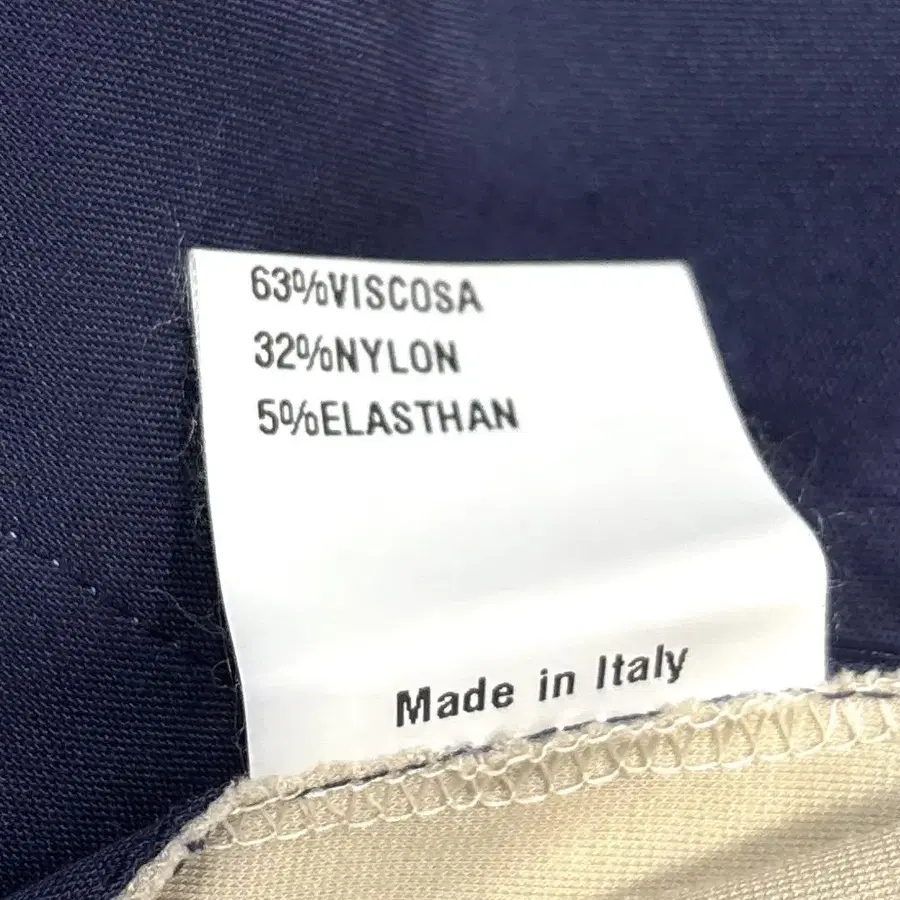 63%VISCOSA
32%NYLON
5%ELASTHAN
Made in Italy